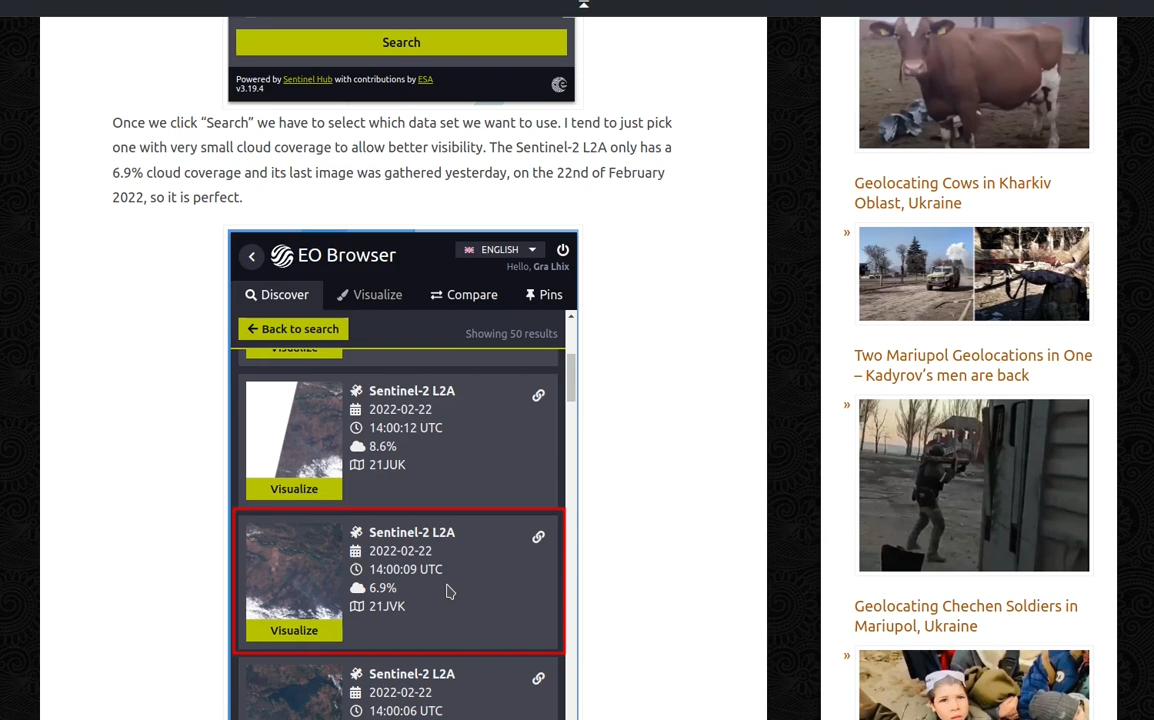 Search
Powered by Sentinel Hub with contributions by ESA
v3.19.4
Once we click “Search” we have to select which data set we want to use. I tend to just pick
one with very small cloud coverage to allow better visibility. The Sentinel-2 L2A only has a
6.9% cloud coverage and its last image was gathered yesterday, on the 22nd of February
2022, so it is perfect.
EO Browser
ENGLISH
Hello, Gra Lhix
Discover
Visualize
Compare
Pins
Back to search
Showing 50 results
Visualize
Sentinel-2 L2A
2022-02-22
14:00:12 UTC
8.6%
21JUK
Visualize
Sentinel-2 L2A
2022-02-22
14:00:09 UTC
6.9%
21JVK
Visualize
Sentinel-2 L2A
2022-02-22
14:00:06 UTC
Geolocating Cows in Kharkiv
Oblast, Ukraine
»
Two Mariupol Geolocations in One
– Kadyrov’s men are back
»
Geolocating Chechen Soldiers in
Mariupol, Ukraine
»